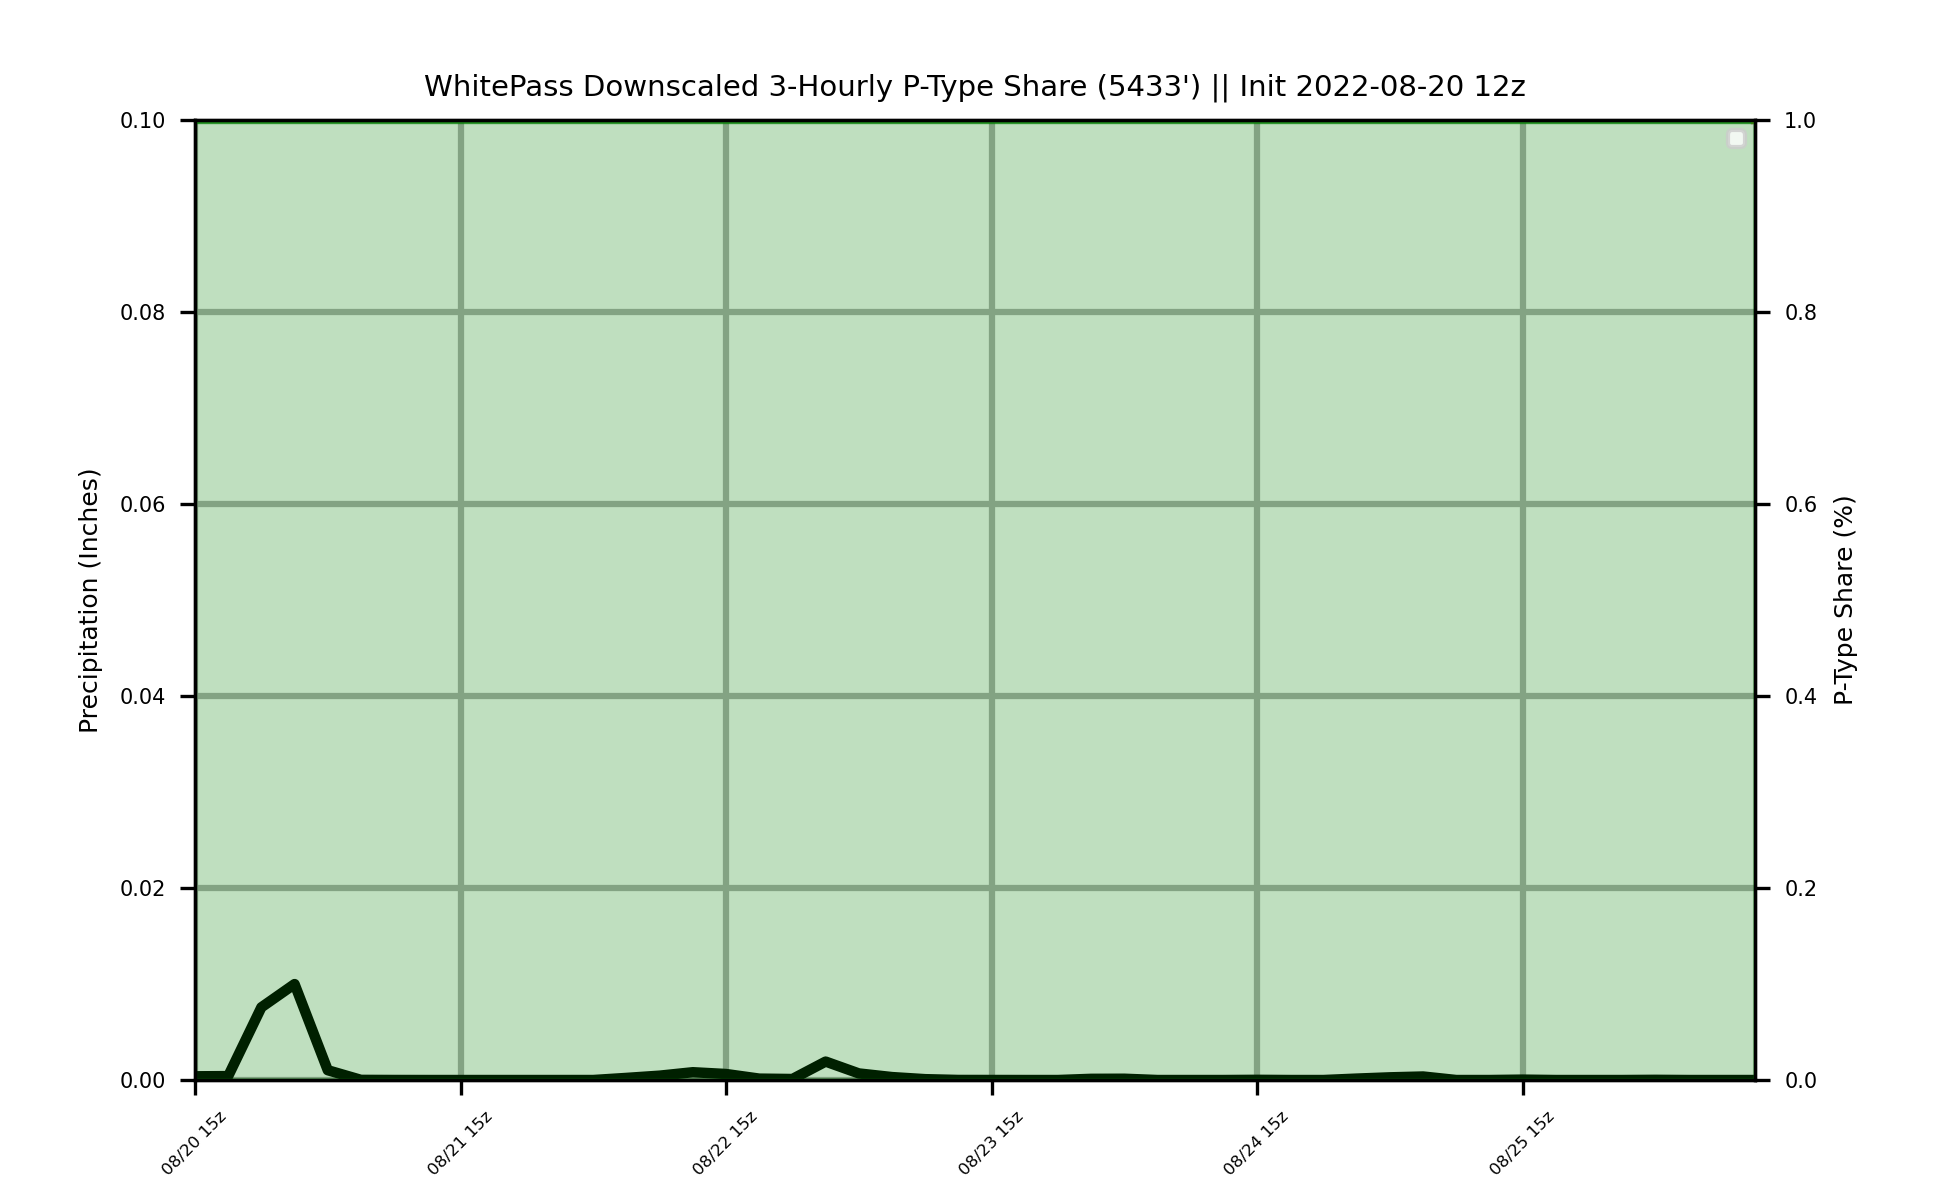 WhitePass Downscaled 3-Hourly P-Type Share (5433') || Init 2022-08-20 12z
0.10
0.08
0.06
0.04
0.02
0.00
Precipitation (Inches)
1.0
0.8
0.6
0.4
0.2
0.0
P-Type Share (%)
08/20 15z
08/21 15z
08/22 15z
08/23 15z
08/24 15z
08/25 15z